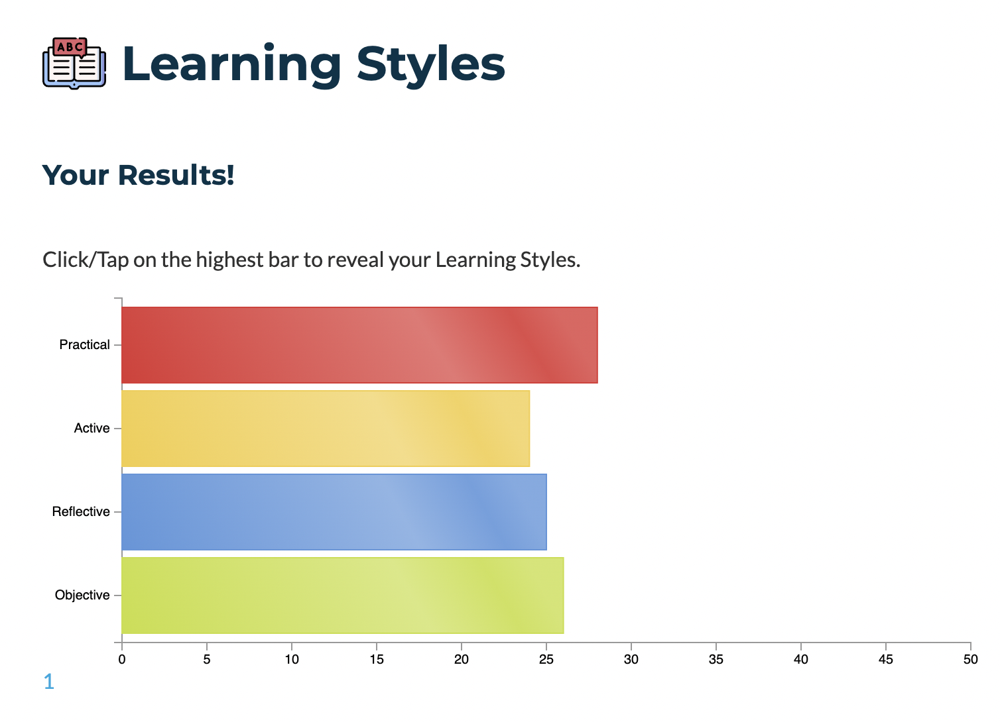 ABC
Learning Styles
Your Results!
Click/Tap on the highest bar to reveal your Learning Styles.
Practical
Active
Reflective
Objective
0 5 10 15 20 25 30 35 40 45 50
1